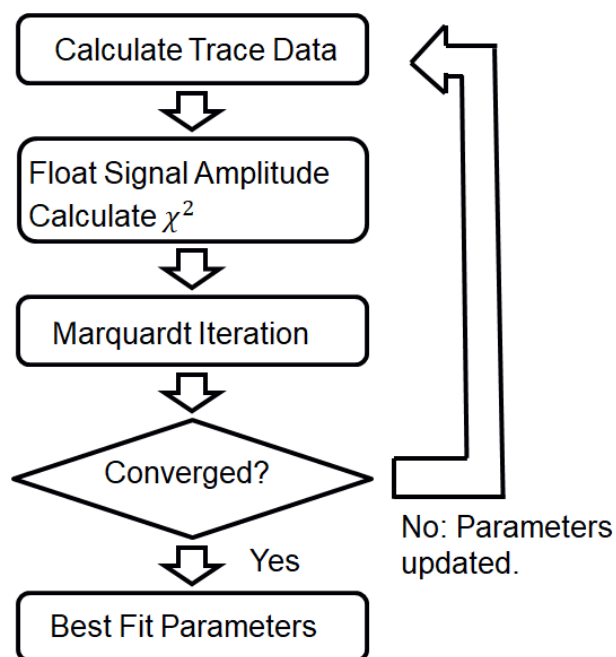 Calculate Trace Data
Float Signal Amplitude
Calculate χ²
Marquardt Iteration
Converged?
No: Parameters
updated.
Yes
Best Fit Parameters